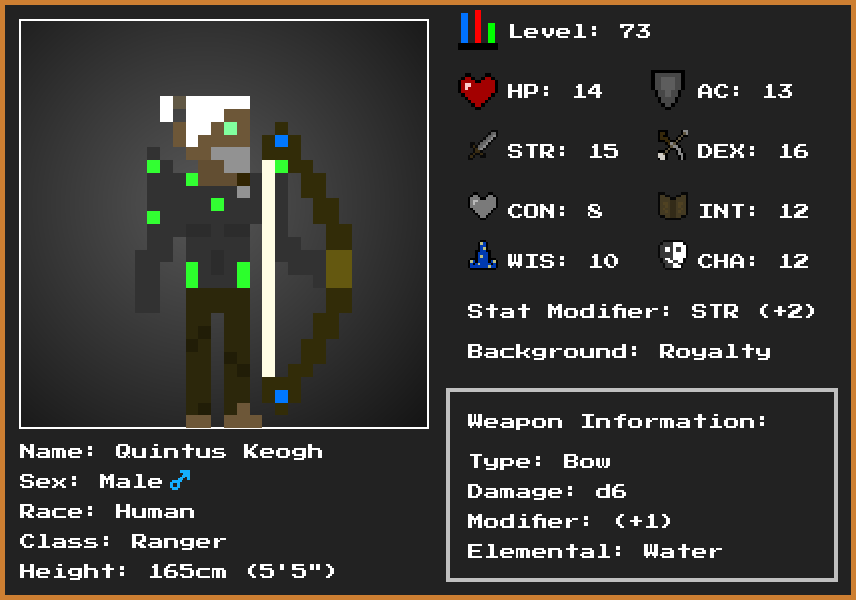 Level: 73
HP: 14
AC: 13
STR: 15
DEX: 16
CON: 8
INT: 12
WIS: 10
CHA: 12
Stat Modifier: STR (+2)
Background: Royalty
Name: Quintus Keogh
Sex: Male ♂
Race: Human
Class: Ranger
Height: 165cm (5'5")
Weapon Information:
Type: Bow
Damage: d6
Modifier: (+1)
Elemental: Water